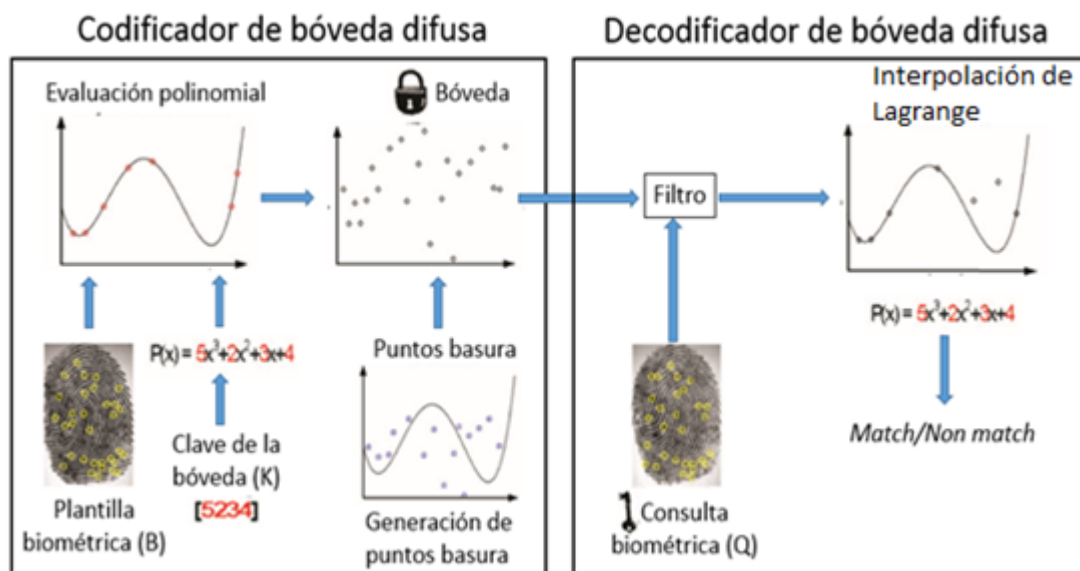 Codificador de bóveda difusa
Evaluación polinomial
Bóveda
P(x) = 5x³+2x²+3x+4
Clave de la
bóveda (K)
[5234]
Plantilla
biométrica (B)
Puntos basura
Generación de
puntos basura
Decodificador de bóveda difusa
Interpolación de
Lagrange
Filtro
P(x) = 5x³+2x²+3x+4
Match/Non match
Consulta
biométrica (Q)